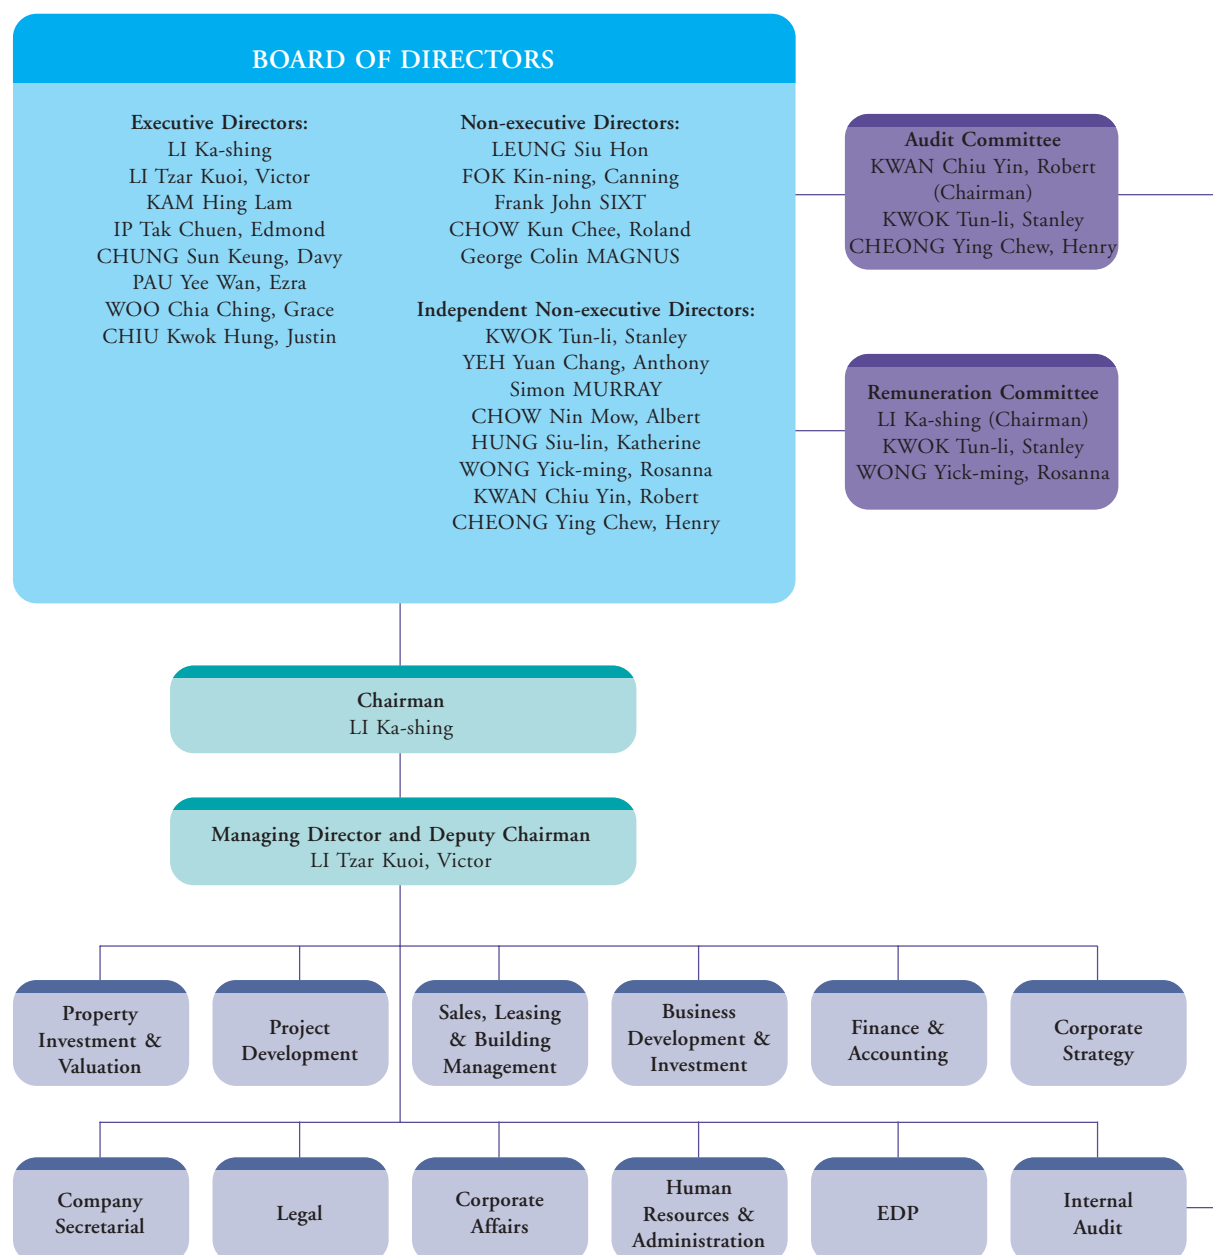 BOARD OF DIRECTORS
Executive Directors:
LI Ka-shing
LI Tzar Kuoi, Victor
KAM Hing Lam
IP Tak Chuen, Edmond
CHUNG Sun Keung, Davy
PAU Yee Wan, Ezra
WOO Chia Ching, Grace
CHIU Kwok Hung, Justin
Non-executive Directors:
LEUNG Siu Hon
FOK Kin-ning, Canning
Frank John SIXT
CHOW Kun Chee, Roland
George Colin MAGNUS
Independent Non-executive Directors:
KWOK Tun-li, Stanley
YEH Yuan Chang, Anthony
Simon MURRAY
CHOW Nin Mow, Albert
HUNG Siu-lin, Katherine
WONG Yick-ming, Rosanna
KWAN Chiu Yin, Robert
CHEONG Ying Chew, Henry
Audit Committee
KWAN Chiu Yin, Robert
(Chairman)
KWOK Tun-li, Stanley
CHEONG Ying Chew, Henry
Remuneration Committee
LI Ka-shing (Chairman)
KWOK Tun-li, Stanley
WONG Yick-ming, Rosanna
Chairman
LI Ka-shing
Managing Director and Deputy Chairman
LI Tzar Kuoi, Victor
Property
Investment &
Valuation
Project
Development
Sales, Leasing
& Building
Management
Business
Development &
Investment
Finance &
Accounting
Corporate
Strategy
Company
Secretarial
Legal
Corporate
Affairs
Human
Resources &
Administration
EDP
Internal
Audit